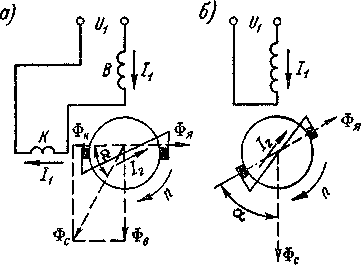 а) U₁ б) U₁
В I₁ I₁
К Φк Φя
I₁ α I₂ n
Φс Φв
I₂ Φя
α n
Φс